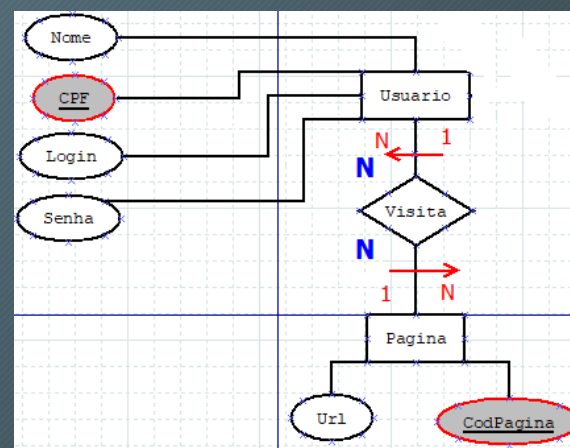 Nome
CPF
Usuario
Login
Senha
N 1
N
Visita
N
1 N
Pagina
Url
CodPagina